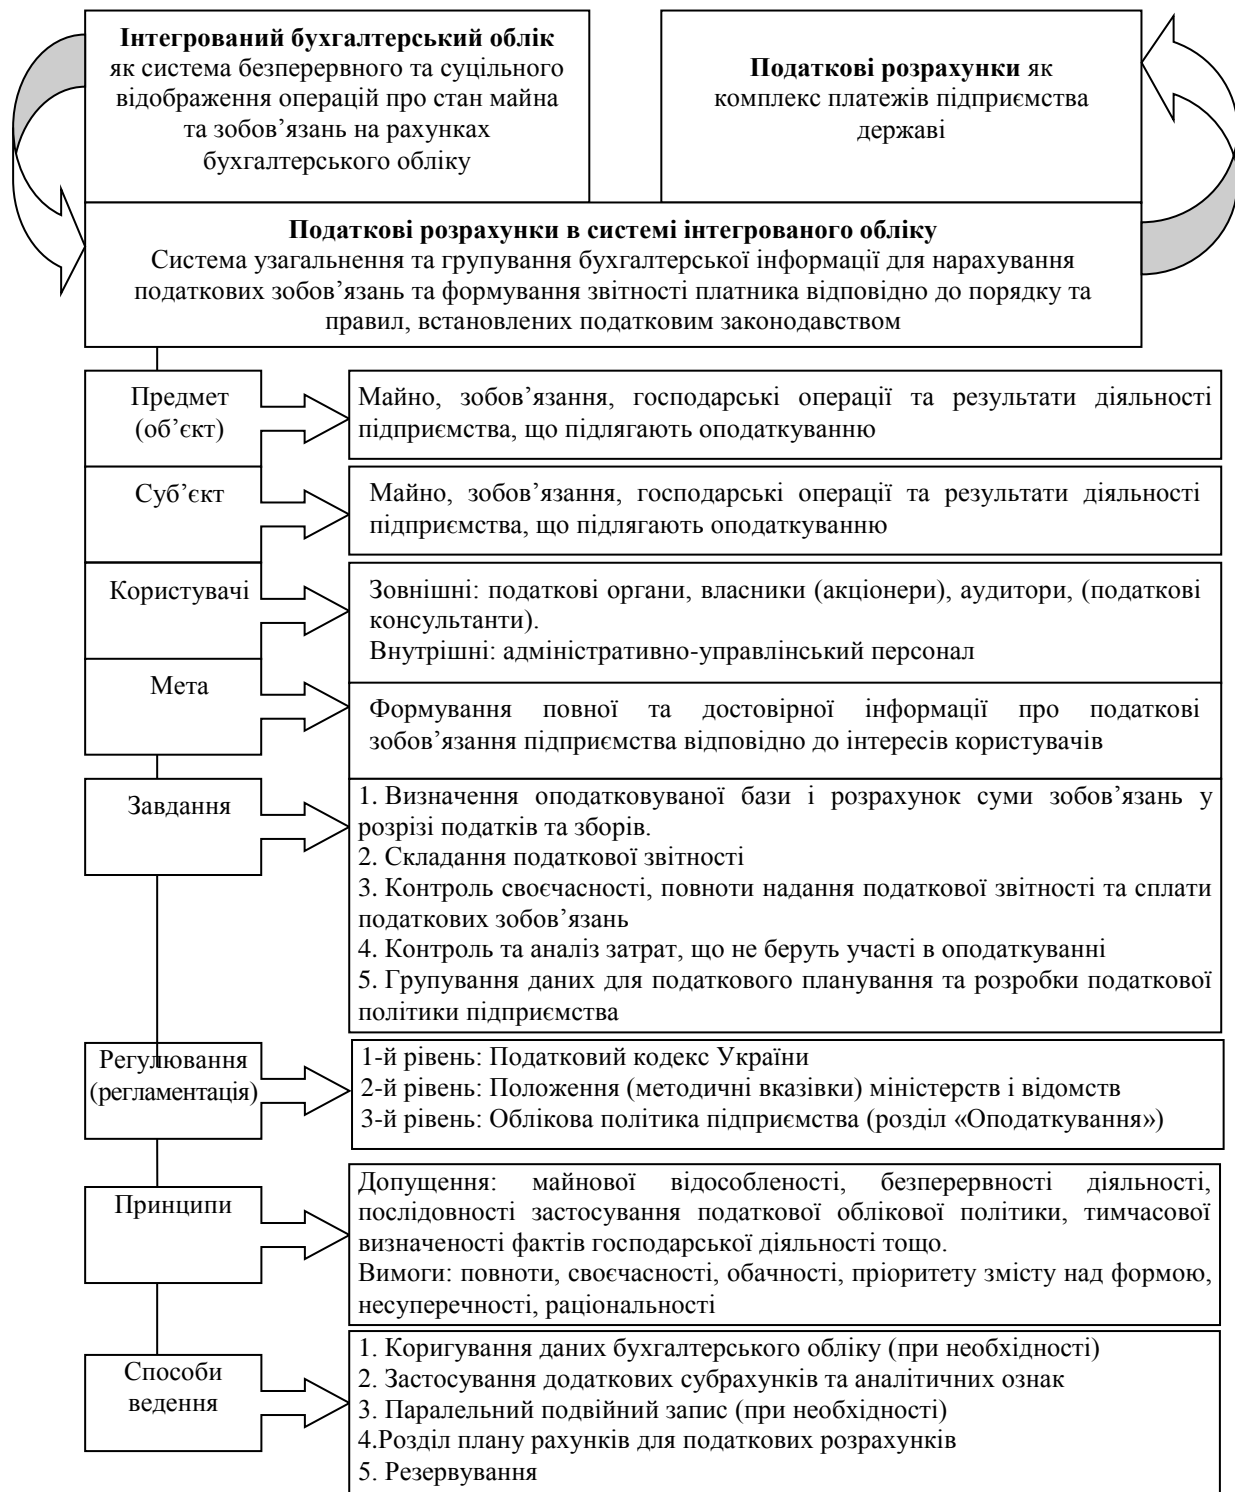 Інтегрований бухгалтерський облік
як система безперервного та суцільного
відображення операцій про стан майна
та зобов’язань на рахунках
бухгалтерського обліку
Податкові розрахунки як
комплекс платежів підприємства
державі
Податкові розрахунки в системі інтегрованого обліку
Система узагальнення та групування бухгалтерської інформації для нарахування
податкових зобов’язань та формування звітності платника відповідно до порядку та
правил, встановлених податковим законодавством
Предмет
(об’єкт)
Майно, зобов’язання, господарські операції та результати діяльності
підприємства, що підлягають оподаткуванню
Суб’єкт
Майно, зобов’язання, господарські операції та результати діяльності
підприємства, що підлягають оподаткуванню
Користувачі
Зовнішні: податкові органи, власники (акціонери), аудитори, (податкові
консультанти).
Внутрішні: адміністративно-управлінський персонал
Мета
Формування повної та достовірної інформації про податкові
зобов’язання підприємства відповідно до інтересів користувачів
Завдання
1. Визначення оподатковуваної бази і розрахунок суми зобов’язань у
розрізі податків та зборів.
2. Складання податкової звітності
3. Контроль своєчасності, повноти надання податкової звітності та сплати
податкових зобов’язань
4. Контроль та аналіз затрат, що не беруть участі в оподаткуванні
5. Групування даних для податкового планування та розробки податкової
політики підприємства
Регулювання
(регламентація)
1-й рівень: Податковий кодекс України
2-й рівень: Положення (методичні вказівки) міністерств і відомств
3-й рівень: Облікова політика підприємства (розділ «Оподаткування»)
Принципи
Допущення: майнової відособленості, безперервності діяльності,
послідовності застосування податкової облікової політики, тимчасової
визначеності фактів господарської діяльності тощо.
Вимоги: повноти, своєчасності, обачності, пріоритету змісту над формою,
несуперечності, раціональності
Способи
ведення
1. Коригування даних бухгалтерського обліку (при необхідності)
2. Застосування додаткових субрахунків та аналітичних ознак
3. Паралельний подвійний запис (при необхідності)
4.Розділ плану рахунків для податкових розрахунків
5. Резервування